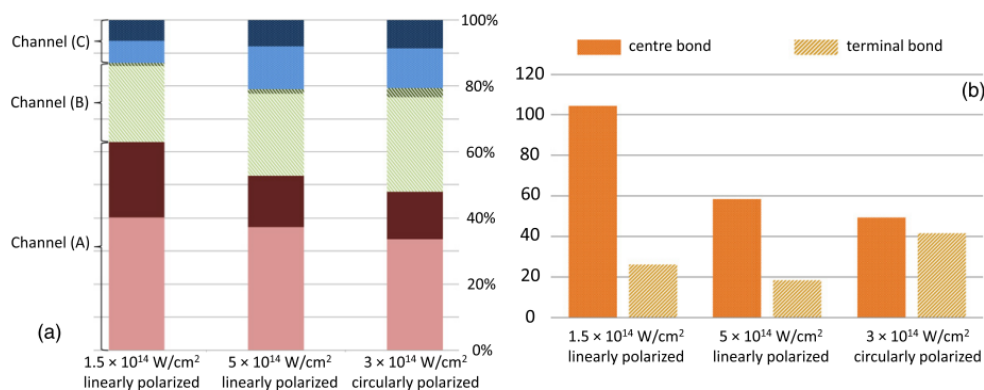 100%
80%
60%
40%
20%
0%
Channel (C)
Channel (B)
Channel (A)
(a)
1.5 × 10¹⁴ W/cm²
linearly polarized
5 × 10¹⁴ W/cm²
linearly polarized
3 × 10¹⁴ W/cm²
circularly polarized
centre bond
terminal bond
(b)
120
100
80
60
40
20
0
1.5 × 10¹⁴ W/cm²
linearly polarized
5 × 10¹⁴ W/cm²
linearly polarized
3 × 10¹⁴ W/cm²
circularly polarized